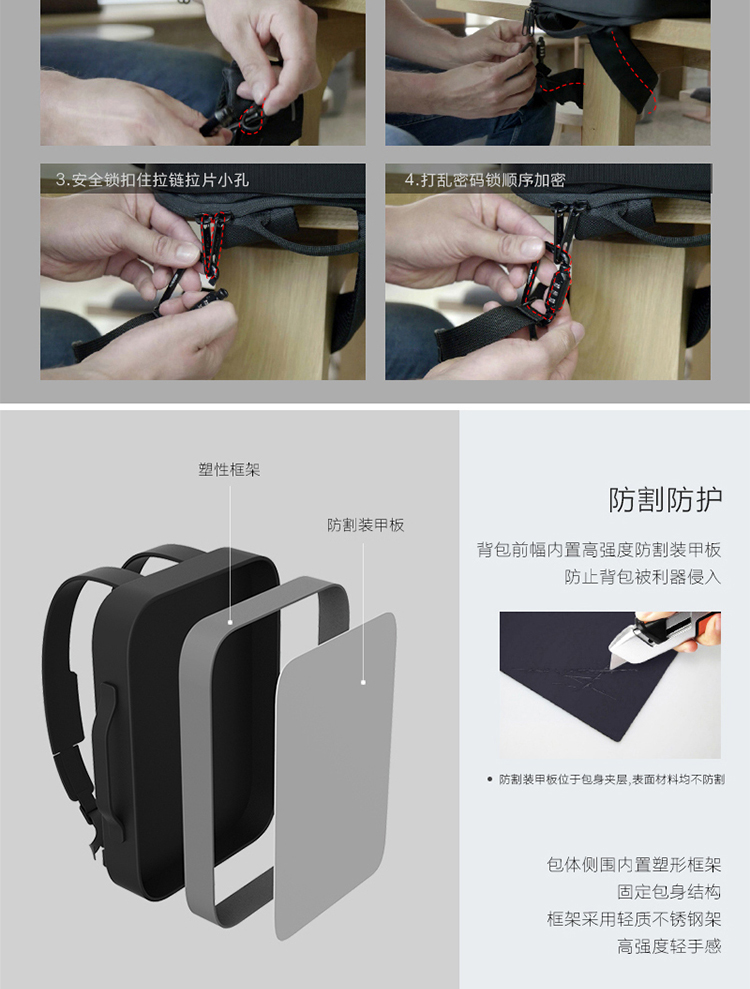 3.安全锁扣住拉链拉片小孔
4.打乱密码锁顺序加密
塑性框架
防割装甲板
防割防护
背包前幅内置高强度防割装甲板
防止背包被利器侵入
• 防割装甲板位于包身夹层,表面材料均不防割
包体侧围内置塑形框架
固定包身结构
框架采用轻质不锈钢架
高强度轻手感